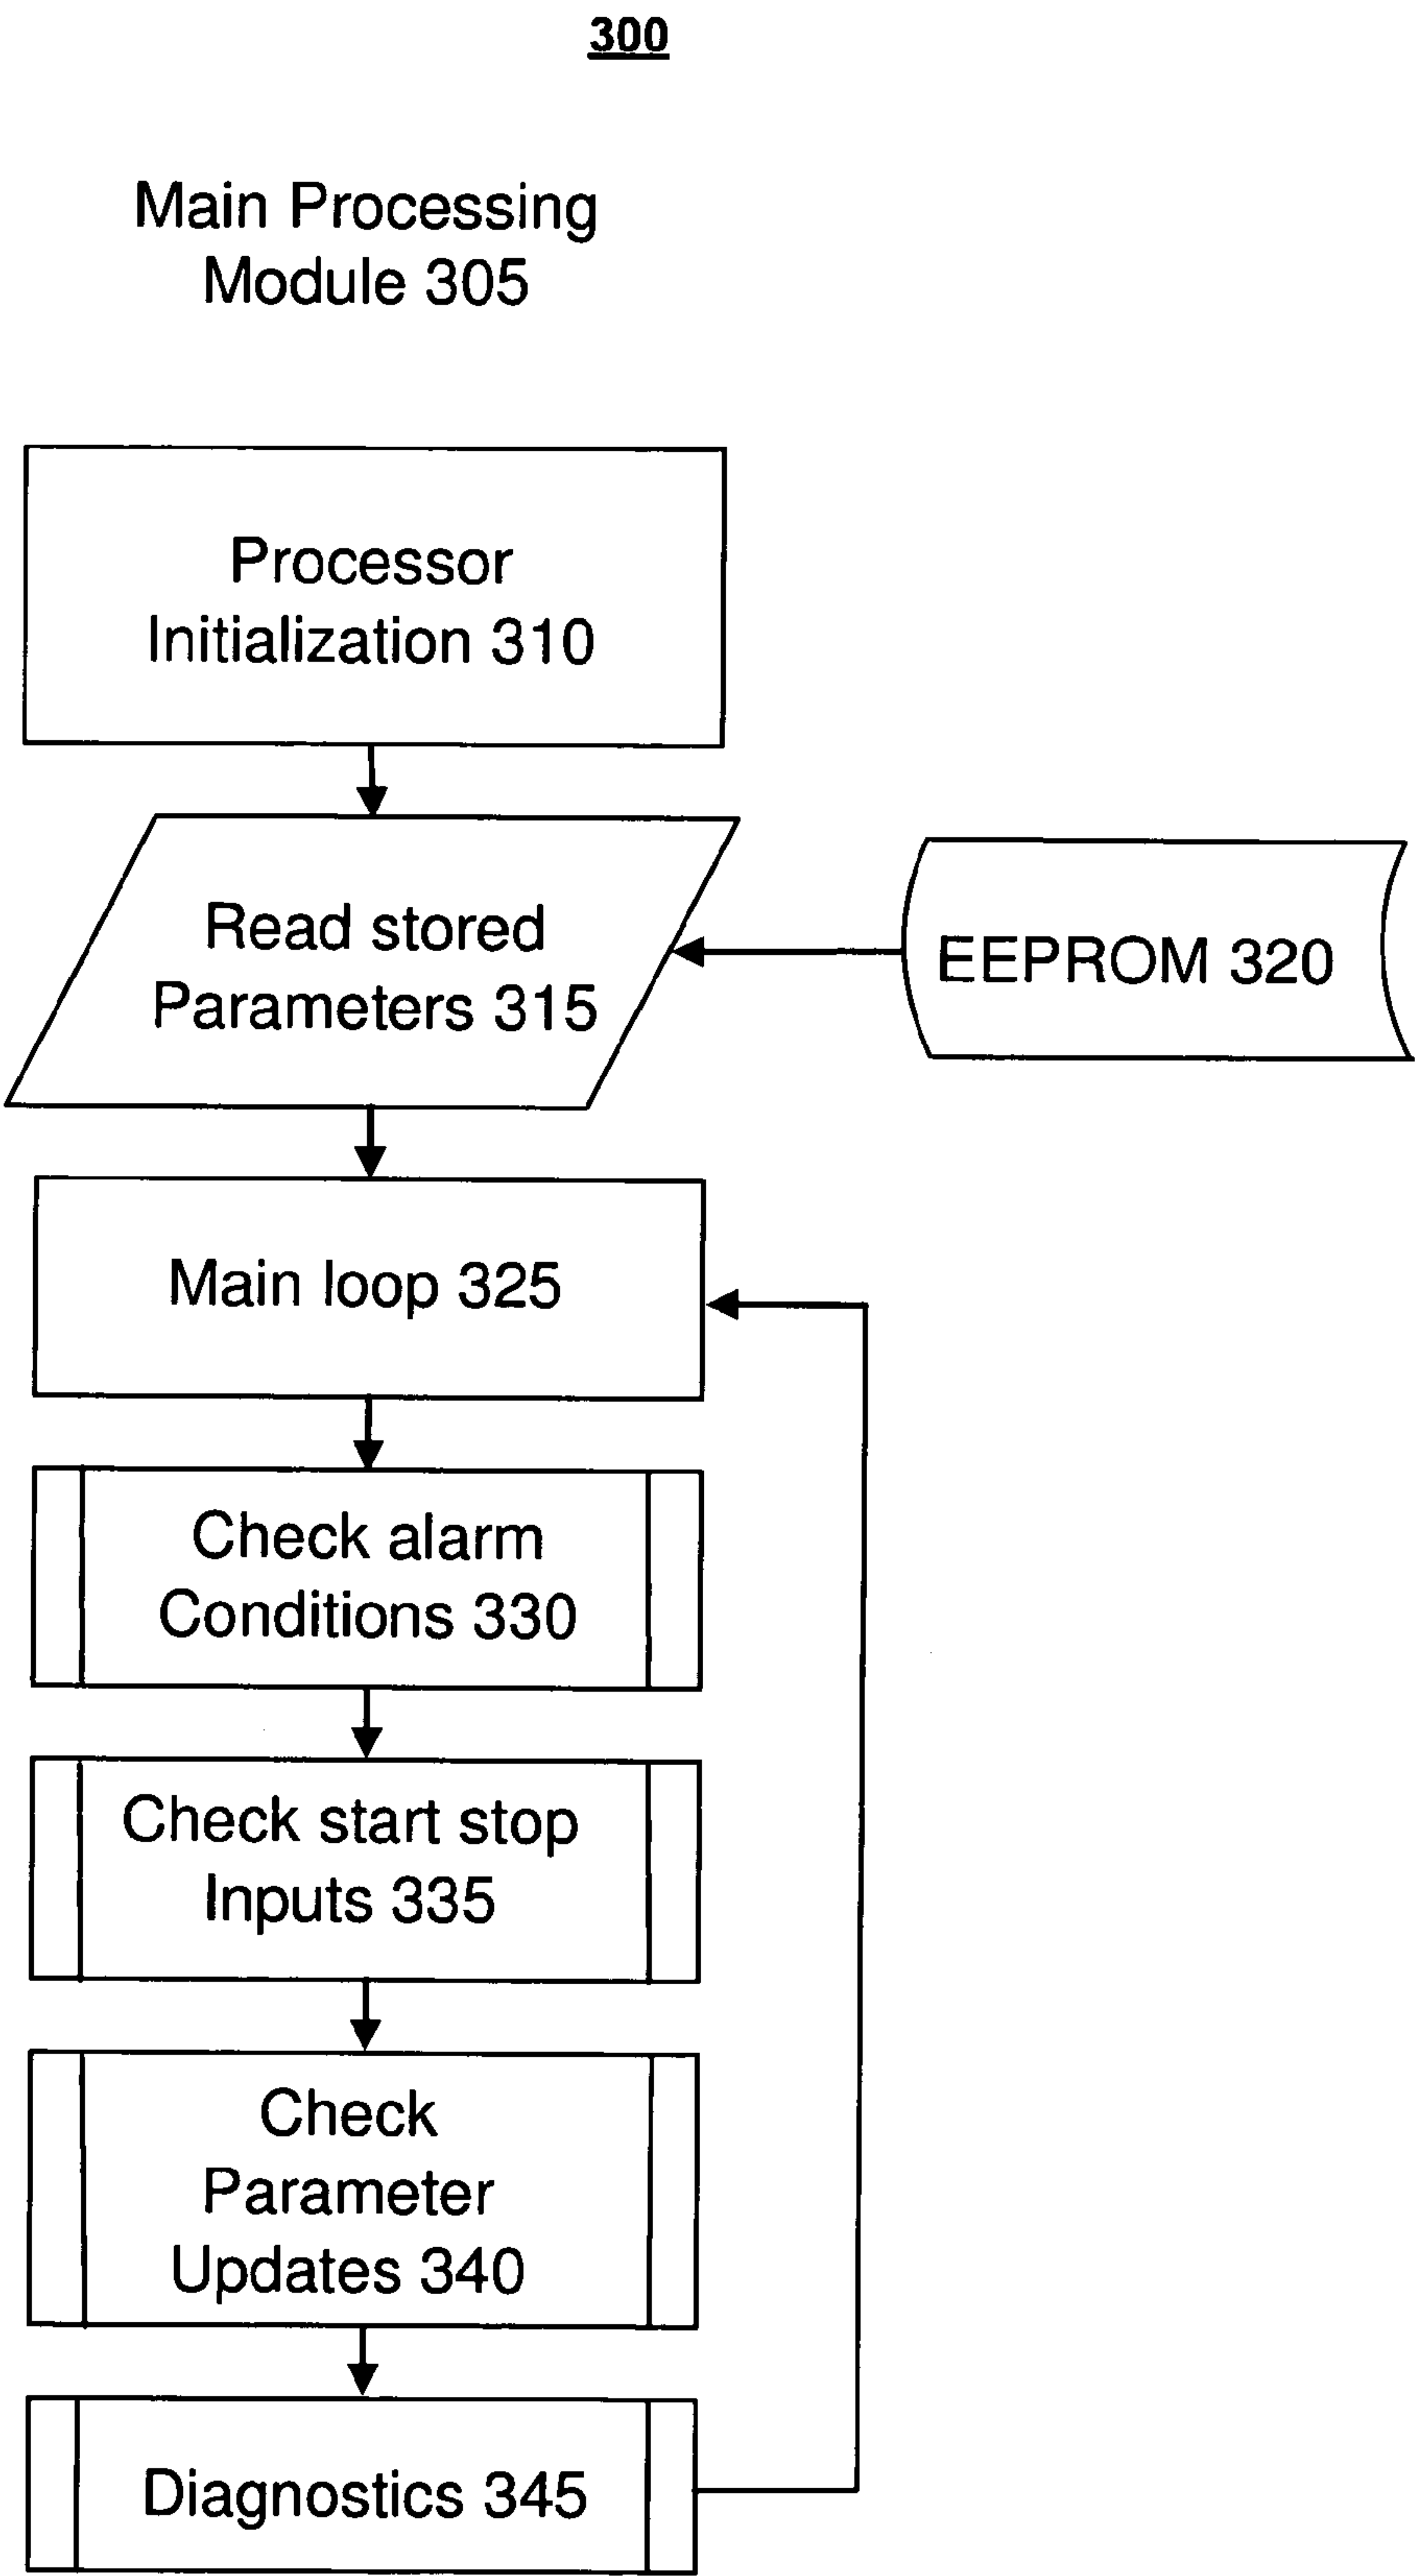 300
Main Processing
Module 305
Processor
Initialization 310
Read stored
Parameters 315
EEPROM 320
Main loop 325
Check alarm
Conditions 330
Check start stop
Inputs 335
Check
Parameter
Updates 340
Diagnostics 345